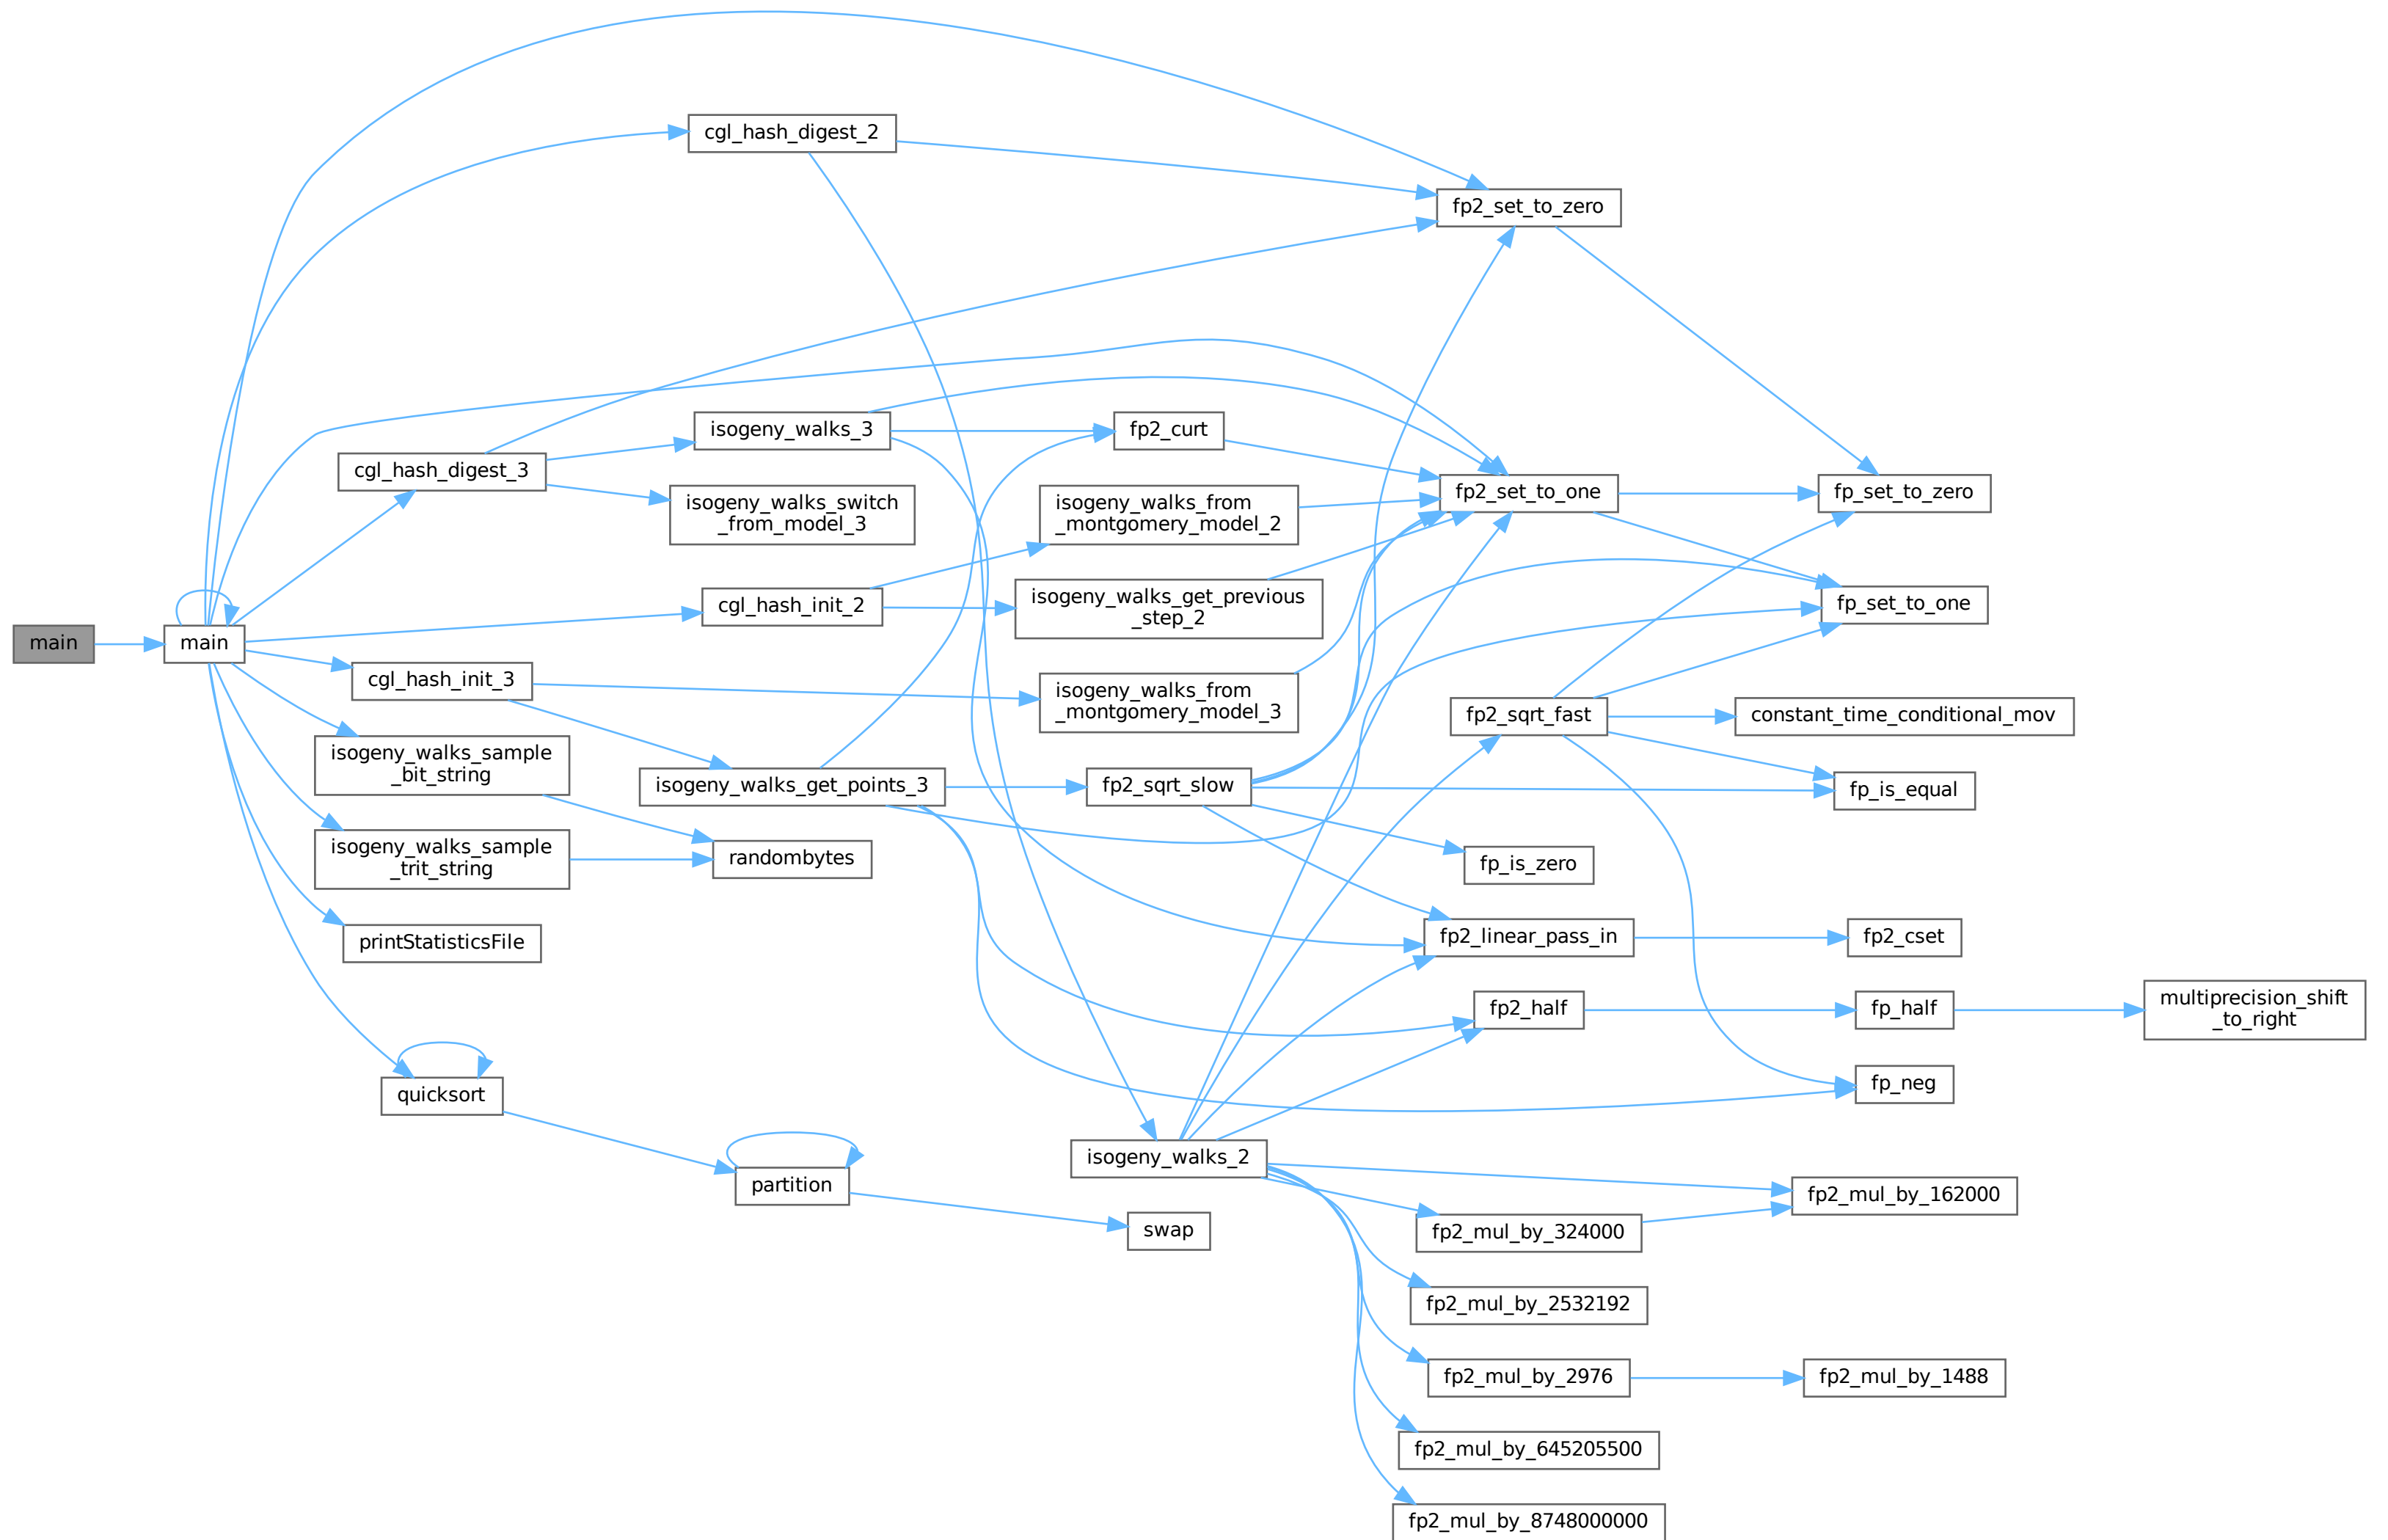 main
main
cgl_hash_digest_2
cgl_hash_digest_3
isogeny_walks_3
isogeny_walks_switch
_from_model_3
cgl_hash_init_2
cgl_hash_init_3
isogeny_walks_sample
_bit_string
isogeny_walks_sample
_trit_string
printStatisticsFile
quicksort
partition
swap
randombytes
isogeny_walks_get_points_3
fp2_curt
isogeny_walks_from
_montgomery_model_2
isogeny_walks_get_previous
_step_2
isogeny_walks_from
_montgomery_model_3
fp2_sqrt_slow
isogeny_walks_2
fp2_set_to_zero
fp2_set_to_one
fp2_sqrt_fast
fp_is_zero
fp2_linear_pass_in
fp2_half
fp2_mul_by_324000
fp2_mul_by_2532192
fp2_mul_by_2976
fp2_mul_by_645205500
fp2_mul_by_8748000000
fp_set_to_zero
fp_set_to_one
constant_time_conditional_mov
fp_is_equal
fp2_cset
fp_half
fp_neg
fp2_mul_by_162000
fp2_mul_by_1488
multiprecision_shift
_to_right